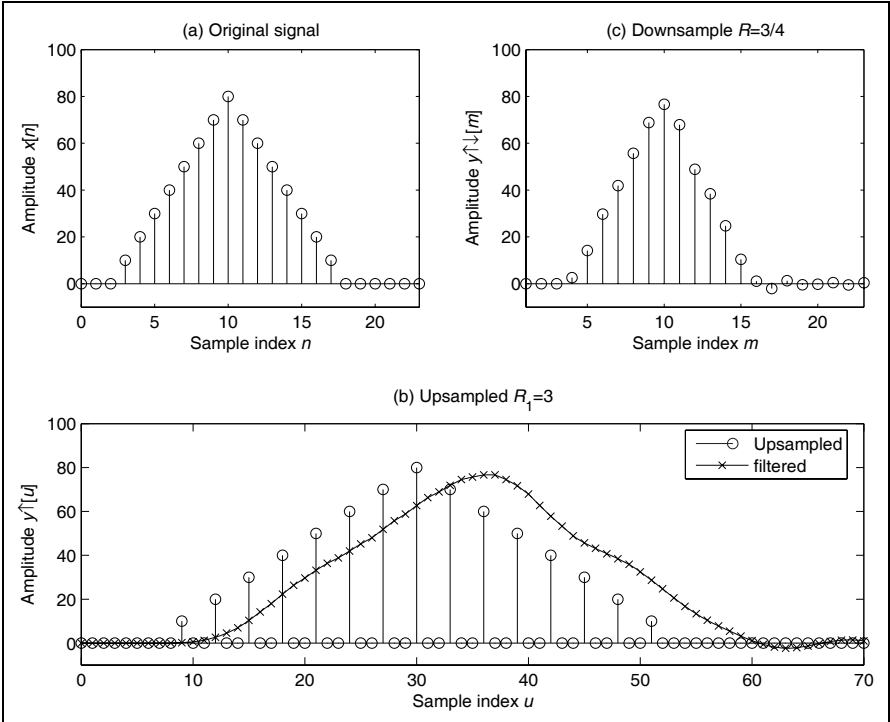 (a) Original signal
100
80
60
40
20
0
Amplitude x[n]
0 5 10 15 20
Sample index n
(c) Downsample R=3/4
100
80
60
40
20
0
Amplitude y↑↓[m]
5 10 15 20
Sample index m
(b) Upsampled R₁=3
100
80
60
40
20
0
Amplitude y↑[u]
Upsampled
filtered
0 10 20 30 40 50 60 70
Sample index u